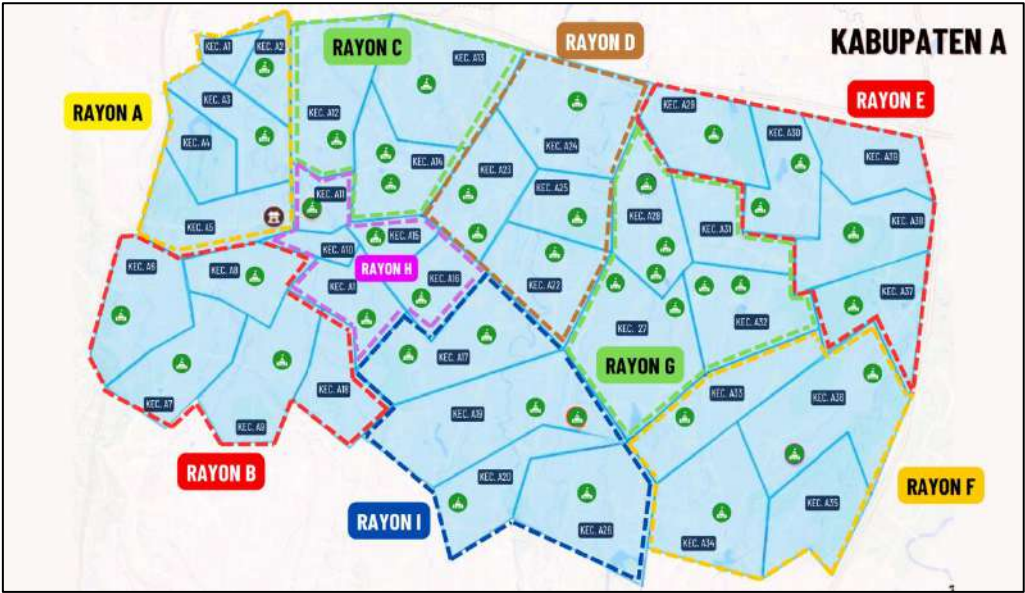 KABUPATEN A
RAYON A
KEC. A1
KEC. A2
KEC. A3
KEC. A4
KEC. A5
RAYON C
KEC. A13
KEC. A12
KEC. A14
RAYON D
KEC. A24
KEC. A23
KEC. A25
KEC. A22
RAYON E
KEC. A29
KEC. A30
KEC. A37
RAYON H
KEC. A11
KEC. A10
KEC. A15
KEC. A16
KEC. A1
RAYON G
KEC. A28
KEC. A31
KEC. 27
KEC. A32
RAYON B
KEC. A6
KEC. A8
KEC. A7
KEC. A9
KEC. A18
RAYON I
KEC. A17
KEC. A19
KEC. A20
KEC. A26
RAYON F
KEC. A33
KEC. A36
KEC. A35
KEC. A34